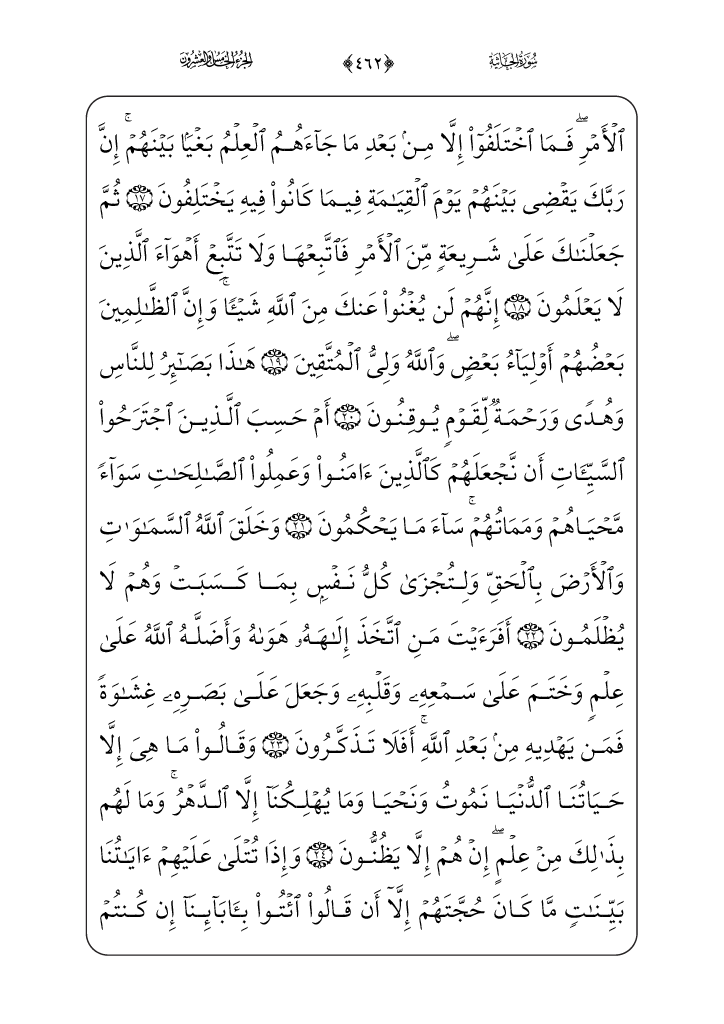 سُورَةُ الجَاثِيَة ﴿٤٦٢﴾ الجُزْءُ الخَامِسُ وَالعِشْرُونَ
ٱلۡأَمۡرِۖ فَمَا ٱخۡتَلَفُوٓاْ إِلَّا مِنۢ بَعۡدِ مَا جَآءَهُمُ ٱلۡعِلۡمُ بَغۡيَۢا بَيۡنَهُمۡۚ إِنَّ
رَبَّكَ يَقۡضِى بَيۡنَهُمۡ يَوۡمَ ٱلۡقِيَٰمَةِ فِيمَا كَانُواْ فِيهِ يَخۡتَلِفُونَ ١٧ ثُمَّ
جَعَلۡنَٰكَ عَلَىٰ شَرِيعَةٖ مِّنَ ٱلۡأَمۡرِ فَٱتَّبِعۡهَا وَلَا تَتَّبِعۡ أَهۡوَآءَ ٱلَّذِينَ
لَا يَعۡلَمُونَ ١٨ إِنَّهُمۡ لَن يُغۡنُواْ عَنكَ مِنَ ٱللَّهِ شَيۡـٔٗاۚ وَإِنَّ ٱلظَّٰلِمِينَ
بَعۡضُهُمۡ أَوۡلِيَآءُ بَعۡضٖۖ وَٱللَّهُ وَلِىُّ ٱلۡمُتَّقِينَ ١٩ هَٰذَا بَصَٰٓئِرُ لِلنَّاسِ
وَهُدٗى وَرَحۡمَةٞ لِّقَوۡمٖ يُوقِنُونَ ٢٠ أَمۡ حَسِبَ ٱلَّذِينَ ٱجۡتَرَحُواْ
ٱلسَّيِّـَٔاتِ أَن نَّجۡعَلَهُمۡ كَٱلَّذِينَ ءَامَنُواْ وَعَمِلُواْ ٱلصَّٰلِحَٰتِ سَوَآءٗ
مَّحۡيَاهُمۡ وَمَمَاتُهُمۡۚ سَآءَ مَا يَحۡكُمُونَ ٢١ وَخَلَقَ ٱللَّهُ ٱلسَّمَٰوَٰتِ
وَٱلۡأَرۡضَ بِٱلۡحَقِّ وَلِتُجۡزَىٰ كُلُّ نَفۡسِۭ بِمَا كَسَبَتۡ وَهُمۡ لَا
يُظۡلَمُونَ ٢٢ أَفَرَءَيۡتَ مَنِ ٱتَّخَذَ إِلَٰهَهُۥ هَوَىٰهُ وَأَضَلَّهُ ٱللَّهُ عَلَىٰ
عِلۡمٖ وَخَتَمَ عَلَىٰ سَمۡعِهِۦ وَقَلۡبِهِۦ وَجَعَلَ عَلَىٰ بَصَرِهِۦ غِشَٰوَةٗ
فَمَن يَهۡدِيهِ مِنۢ بَعۡدِ ٱللَّهِۚ أَفَلَا تَذَكَّرُونَ ٢٣ وَقَالُواْ مَا هِىَ إِلَّا
حَيَاتُنَا ٱلدُّنۡيَا نَمُوتُ وَنَحۡيَا وَمَا يُهۡلِكُنَآ إِلَّا ٱلدَّهۡرُۚ وَمَا لَهُم
بِذَٰلِكَ مِنۡ عِلۡمٍۖ إِنۡ هُمۡ إِلَّا يَظُنُّونَ ٢٤ وَإِذَا تُتۡلَىٰ عَلَيۡهِمۡ ءَايَٰتُنَا
بَيِّنَٰتٖ مَّا كَانَ حُجَّتَهُمۡ إِلَّآ أَن قَالُواْ ٱئۡتُواْ بِـَٔابَآئِنَآ إِن كُنتُمۡ